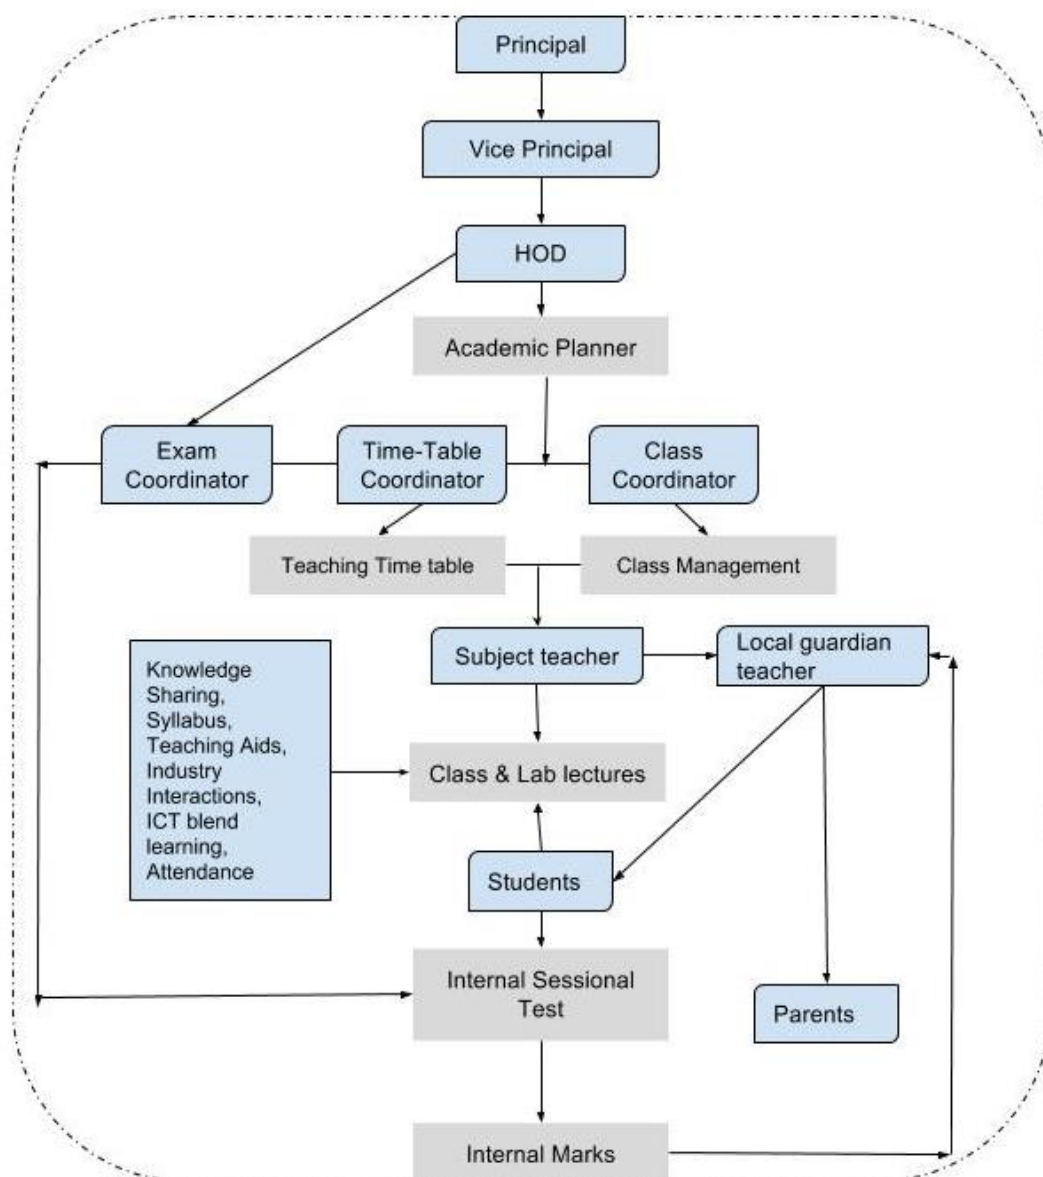 Principal
Vice Principal
HOD
Academic Planner
Exam
Coordinator
Time-Table
Coordinator
Class
Coordinator
Teaching Time table
Class Management
Subject teacher
Local guardian
teacher
Knowledge
Sharing,
Syllabus,
Teaching Aids,
Industry
Interactions,
ICT blend
learning,
Attendance
Class & Lab lectures
Students
Internal Sessional
Test
Parents
Internal Marks